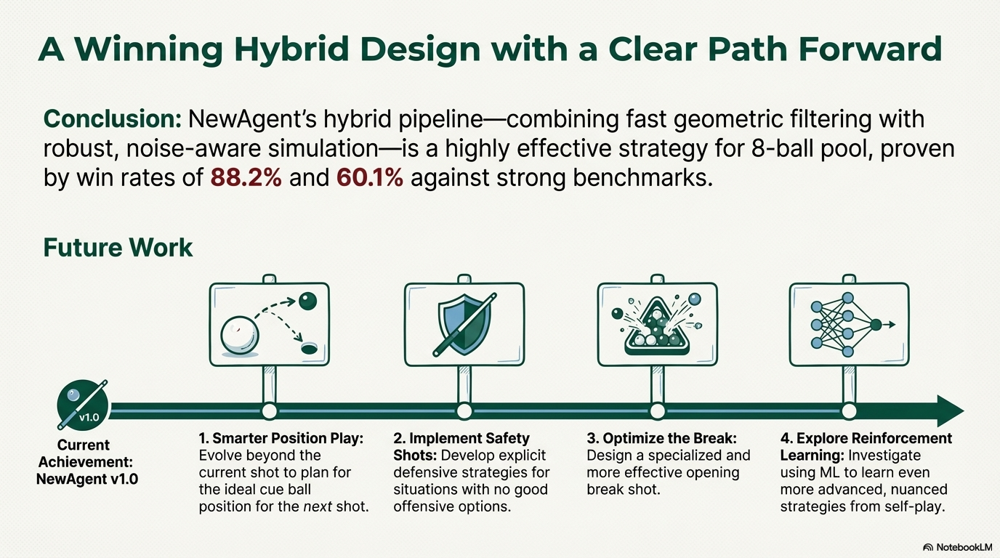 A Winning Hybrid Design with a Clear Path Forward
Conclusion: NewAgent’s hybrid pipeline—combining fast geometric filtering with
robust, noise-aware simulation—is a highly effective strategy for 8-ball pool, proven
by win rates of 88.2% and 60.1% against strong benchmarks.
Future Work
v1.0
Current
Achievement:
NewAgent v1.0
1. Smarter Position Play:
Evolve beyond the
current shot to plan for
the ideal cue ball
position for the next shot.
2. Implement Safety
Shots: Develop explicit
defensive strategies for
situations with no good
offensive options.
3. Optimize the Break:
Design a specialized and
more effective opening
break shot.
4. Explore Reinforcement
Learning: Investigate
using ML to learn even
more advanced, nuanced
strategies from self-play.
NotebookLM